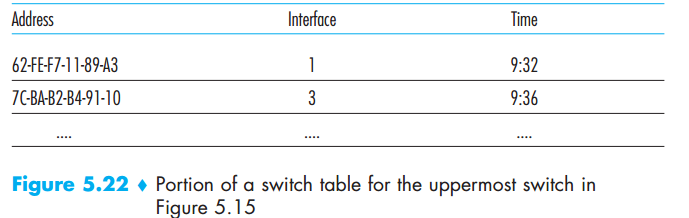 Address Interface Time
62-FE-F7-11-89-A3 1 9:32
7C-BA-B2-B4-91-10 3 9:36
.... .... ....
Figure 5.22 ♦ Portion of a switch table for the uppermost switch in
Figure 5.15